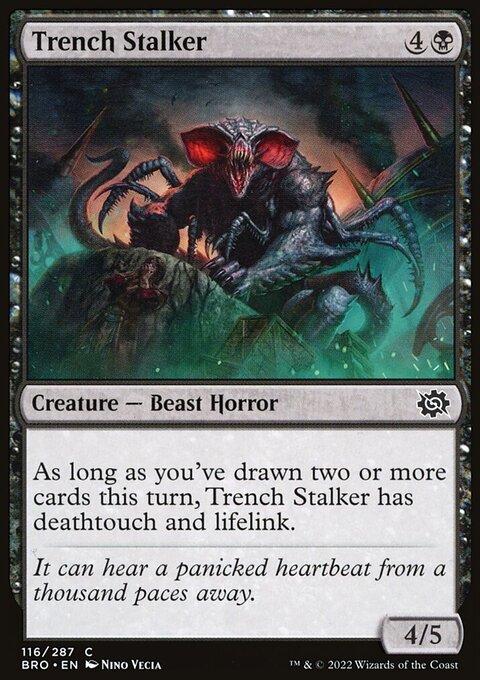 Trench Stalker 4
Creature — Beast Horror
As long as you've drawn two or more
cards this turn, Trench Stalker has
deathtouch and lifelink.
It can hear a panicked heartbeat from a
thousand paces away.
4/5
116/287 C
BRO • EN Nino Vecia
™ & © 2022 Wizards of the Coast